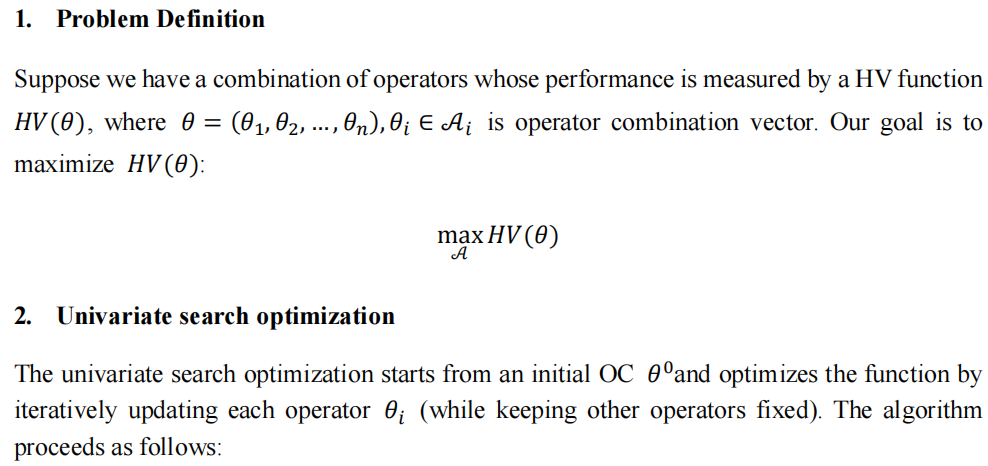 1. Problem Definition
Suppose we have a combination of operators whose performance is measured by a HV function
HV(θ), where θ = (θ₁, θ₂, ..., θₙ), θᵢ ∈ 𝒜ᵢ is operator combination vector. Our goal is to
maximize HV(θ):
max HV(θ)
𝒜
2. Univariate search optimization
The univariate search optimization starts from an initial OC θ⁰and optimizes the function by
iteratively updating each operator θᵢ (while keeping other operators fixed). The algorithm
proceeds as follows: